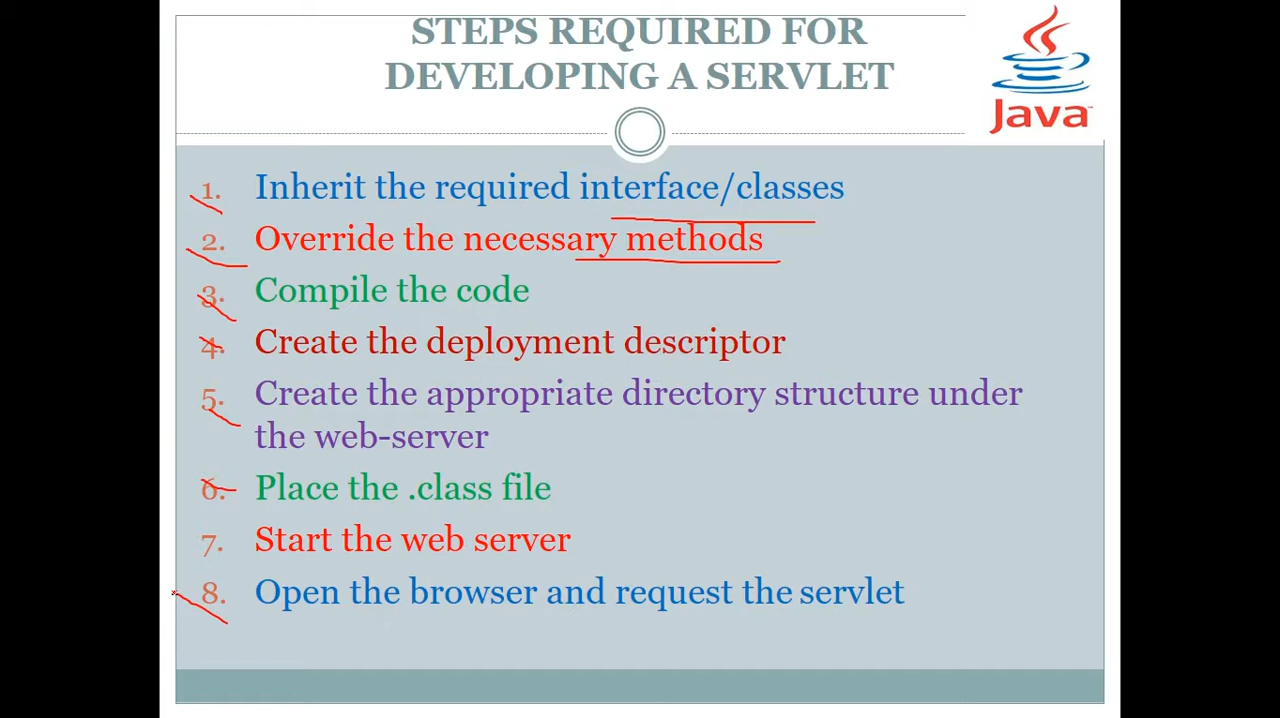 STEPS REQUIRED FOR
DEVELOPING A SERVLET
Java™
1. Inherit the required interface/classes
2. Override the necessary methods
3. Compile the code
4. Create the deployment descriptor
5. Create the appropriate directory structure under
the web-server
6. Place the .class file
7. Start the web server
8. Open the browser and request the servlet